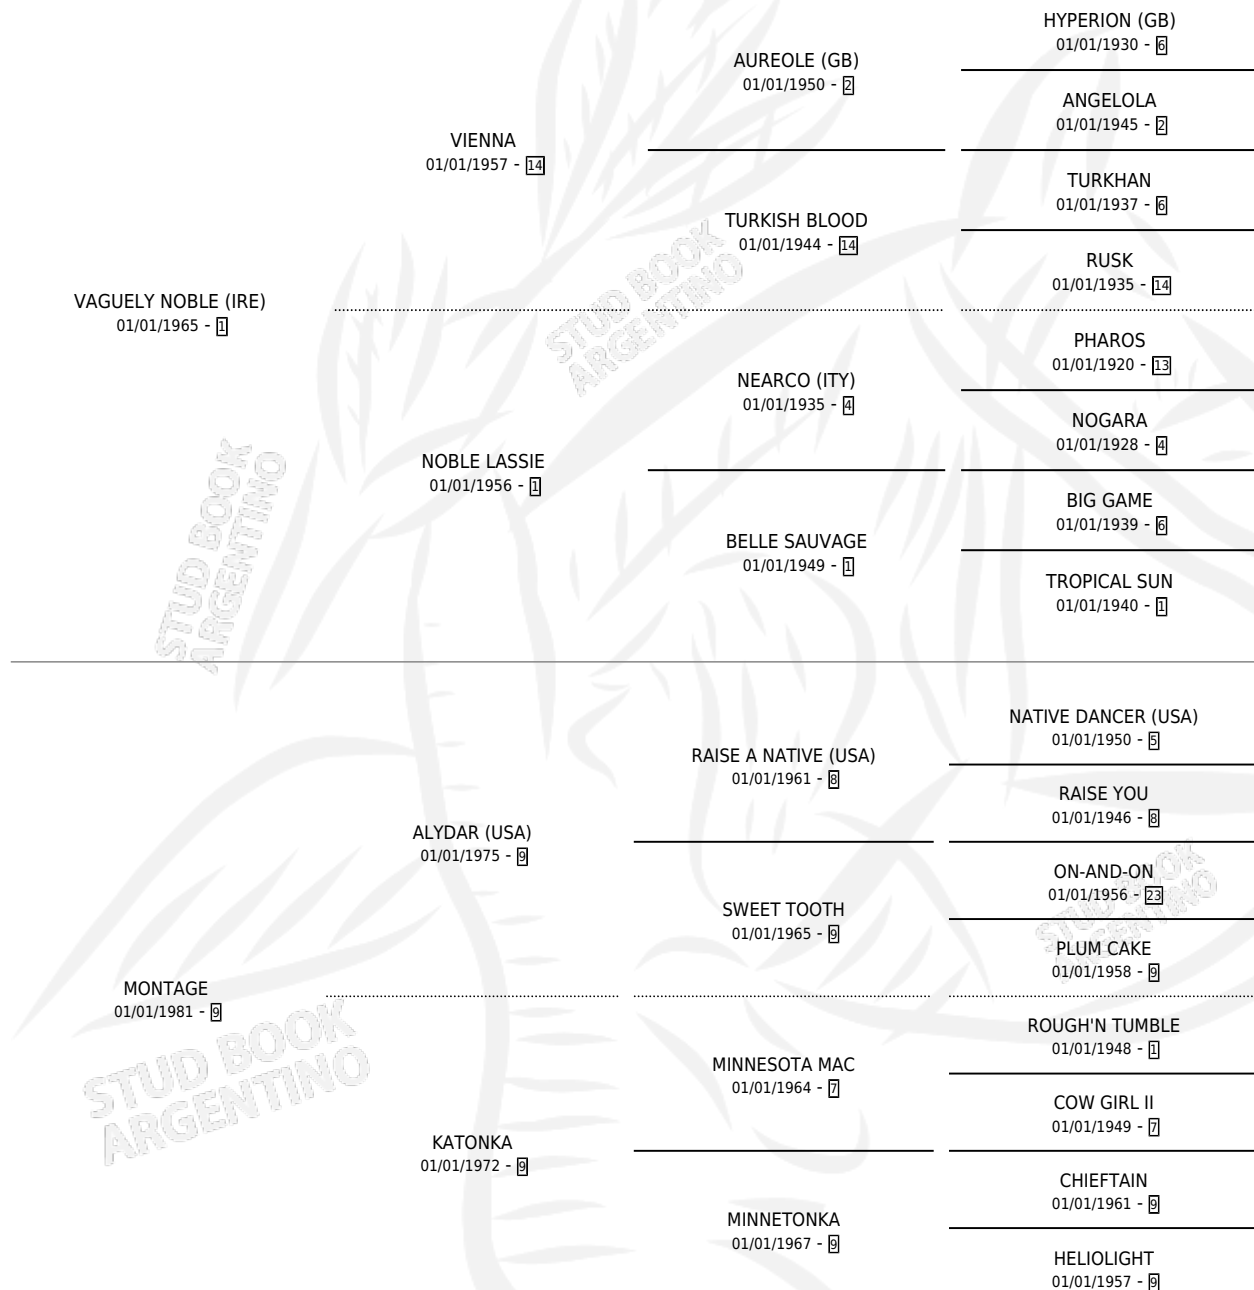 HYPERION (GB)
01/01/1930 - 6
AUREOLE (GB)
01/01/1950 - 2
ANGELOLA
01/01/1945 - 2
VIENNA
01/01/1957 - 14
TURKHAN
01/01/1937 - 6
TURKISH BLOOD
01/01/1944 - 14
RUSK
01/01/1935 - 14
VAGUELY NOBLE (IRE)
01/01/1965 - 1
PHAROS
01/01/1920 - 13
NEARCO (ITY)
01/01/1935 - 4
NOGARA
01/01/1928 - 4
NOBLE LASSIE
01/01/1956 - 1
BIG GAME
01/01/1939 - 6
BELLE SAUVAGE
01/01/1949 - 1
TROPICAL SUN
01/01/1940 - 1
NATIVE DANCER (USA)
01/01/1950 - 5
RAISE A NATIVE (USA)
01/01/1961 - 8
RAISE YOU
01/01/1946 - 8
ALYDAR (USA)
01/01/1975 - 9
ON-AND-ON
01/01/1956 - 23
SWEET TOOTH
01/01/1965 - 9
PLUM CAKE
01/01/1958 - 9
MONTAGE
01/01/1981 - 9
ROUGH'N TUMBLE
01/01/1948 - 1
MINNESOTA MAC
01/01/1964 - 7
COW GIRL II
01/01/1949 - 7
KATONKA
01/01/1972 - 9
CHIEFTAIN
01/01/1961 - 9
MINNETONKA
01/01/1967 - 9
HELIOLIGHT
01/01/1957 - 9
STUD BOOK
ARGENTINO
STUD BOOK
ARGENTINO
STUD BOOK
ARGENTINO
STUD BOOK
ARGENTINO